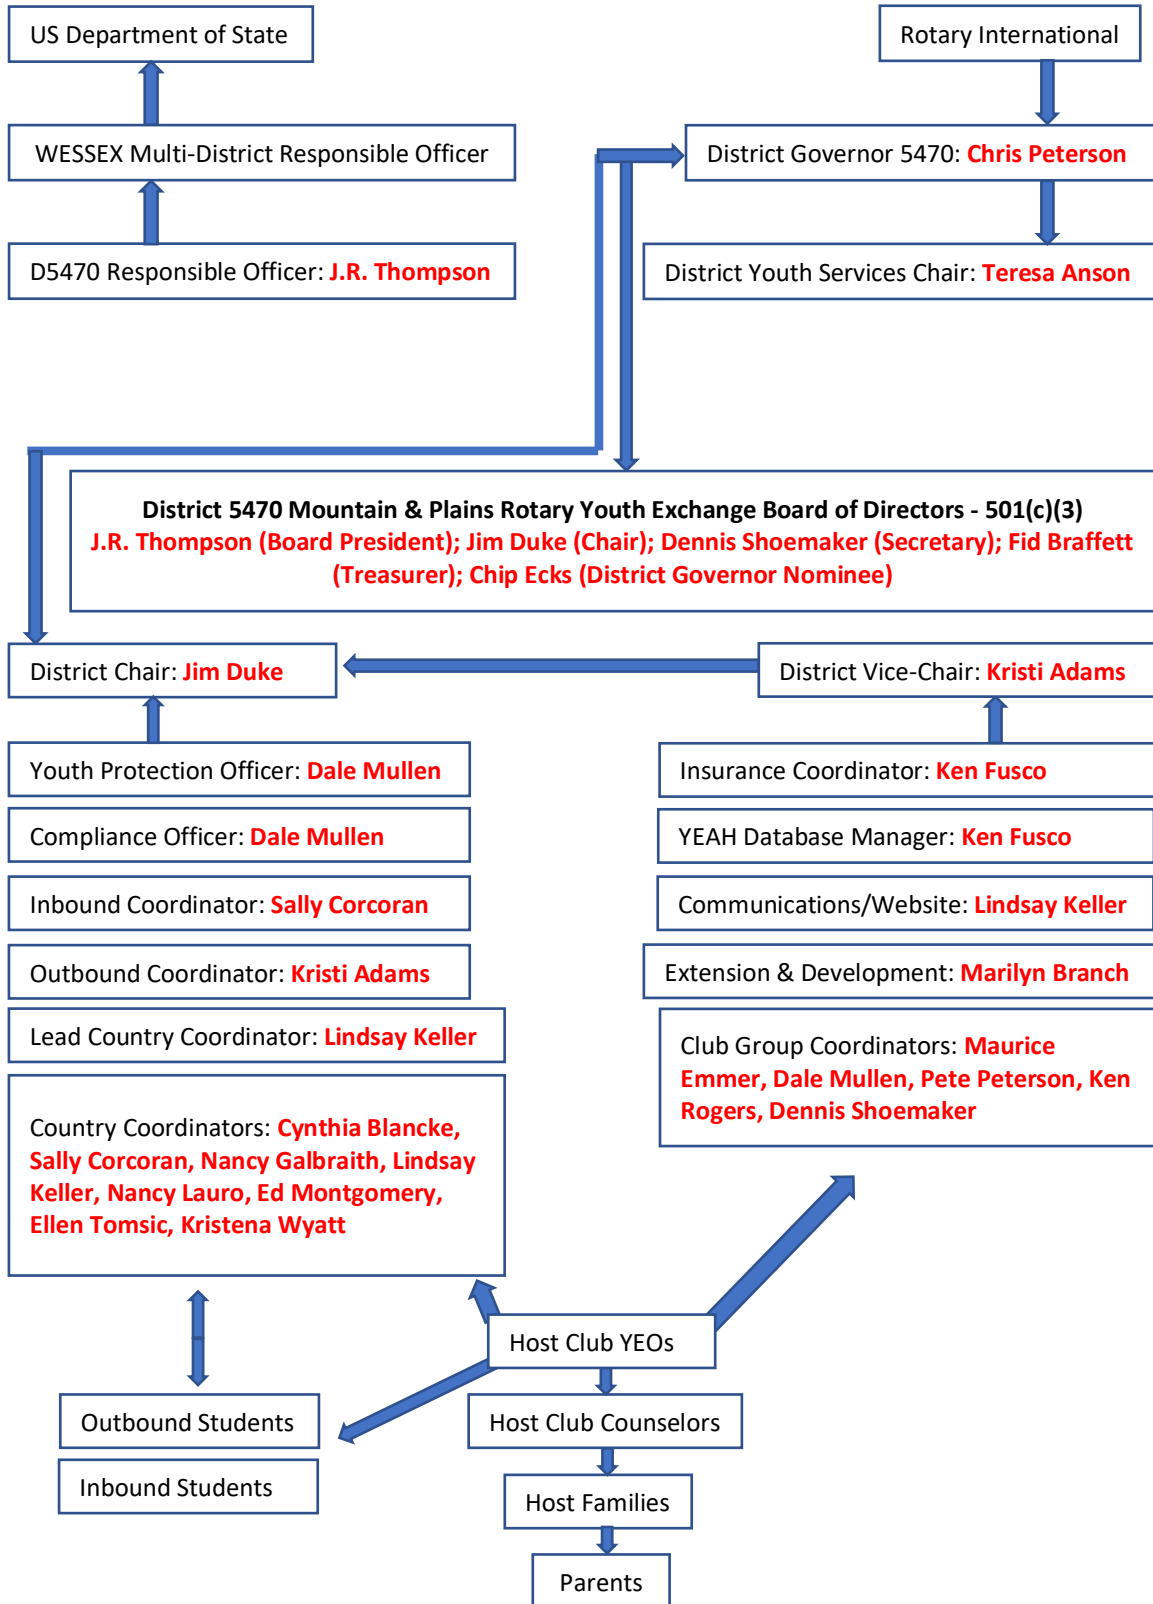 US Department of State
Rotary International
WESSEX Multi-District Responsible Officer
District Governor 5470: Chris Peterson
D5470 Responsible Officer: J.R. Thompson
District Youth Services Chair: Teresa Anson
District 5470 Mountain & Plains Rotary Youth Exchange Board of Directors - 501(c)(3)
J.R. Thompson (Board President); Jim Duke (Chair); Dennis Shoemaker (Secretary); Fid Braffett
(Treasurer); Chip Ecks (District Governor Nominee)
District Chair: Jim Duke
District Vice-Chair: Kristi Adams
Youth Protection Officer: Dale Mullen
Compliance Officer: Dale Mullen
Inbound Coordinator: Sally Corcoran
Outbound Coordinator: Kristi Adams
Lead Country Coordinator: Lindsay Keller
Country Coordinators: Cynthia Blancke,
Sally Corcoran, Nancy Galbraith, Lindsay
Keller, Nancy Lauro, Ed Montgomery,
Ellen Tomsic, Kristena Wyatt
Insurance Coordinator: Ken Fusco
YEAH Database Manager: Ken Fusco
Communications/Website: Lindsay Keller
Extension & Development: Marilyn Branch
Club Group Coordinators: Maurice
Emmer, Dale Mullen, Pete Peterson, Ken
Rogers, Dennis Shoemaker
Host Club YEOs
Outbound Students
Inbound Students
Host Club Counselors
Host Families
Parents